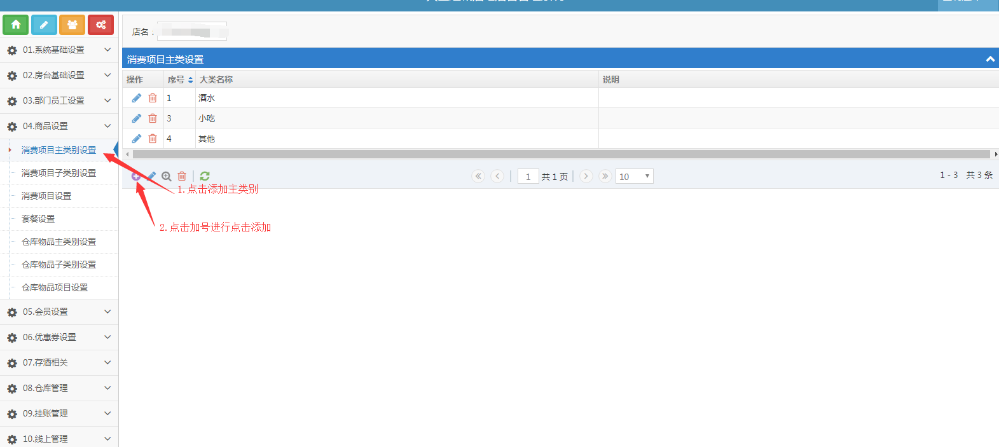 店名：
01.系统基础设置
02.房台基础设置
03.部门员工设置
04.商品设置
消费项目主类别设置
消费项目子类别设置
消费项目设置
套餐设置
仓库物品主类别设置
仓库物品子类别设置
仓库物品项目设置
05.会员设置
06.优惠券设置
07.存酒相关
08.仓库管理
09.挂账管理
10.线上管理
消费项目主类设置
操作 序号 大类名称 说明
1 酒水
3 小吃
4 其他
1 共 1 页 10 1 - 3 共 3 条
1.点击添加主类别
2.点击加号进行点击添加